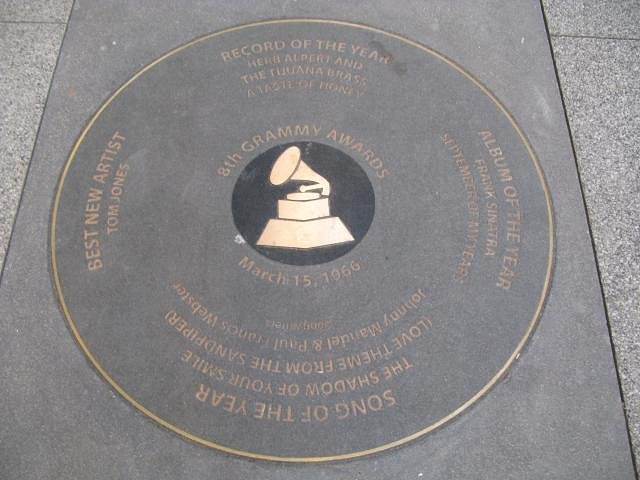 RECORD OF THE YEAR
HERB ALPERT AND
THE TIJUANA BRASS
A TASTE OF HONEY
8th GRAMMY AWARDS
March 15, 1966
BEST NEW ARTIST
TOM JONES
ALBUM OF THE YEAR
FRANK SINATRA
SEPTEMBER OF MY YEARS
SONG OF THE YEAR
THE SHADOW OF YOUR SMILE
(LOVE THEME FROM THE SANDPIPER)
Johnny Mandel & Paul Francis Webster
Songwriters